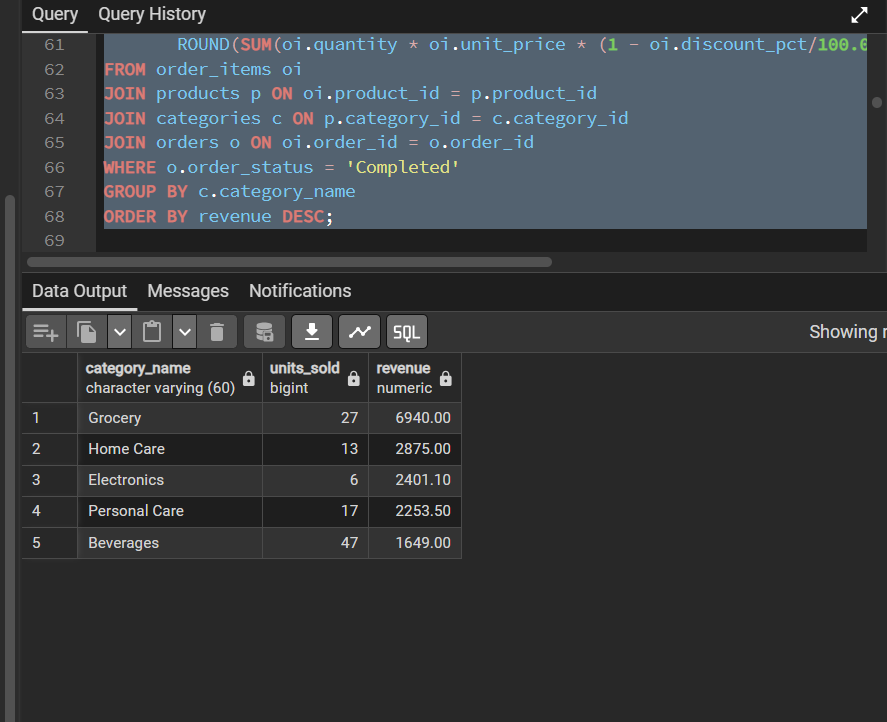 Query Query History
61 ROUND(SUM(oi.quantity * oi.unit_price * (1 - oi.discount_pct/100.0
62 FROM order_items oi
63 JOIN products p ON oi.product_id = p.product_id
64 JOIN categories c ON p.category_id = c.category_id
65 JOIN orders o ON oi.order_id = o.order_id
66 WHERE o.order_status = 'Completed'
67 GROUP BY c.category_name
68 ORDER BY revenue DESC;
69
Data Output Messages Notifications
SQL Showing
category_name units_sold revenue
character varying (60) bigint numeric
1 Grocery 27 6940.00
2 Home Care 13 2875.00
3 Electronics 6 2401.10
4 Personal Care 17 2253.50
5 Beverages 47 1649.00